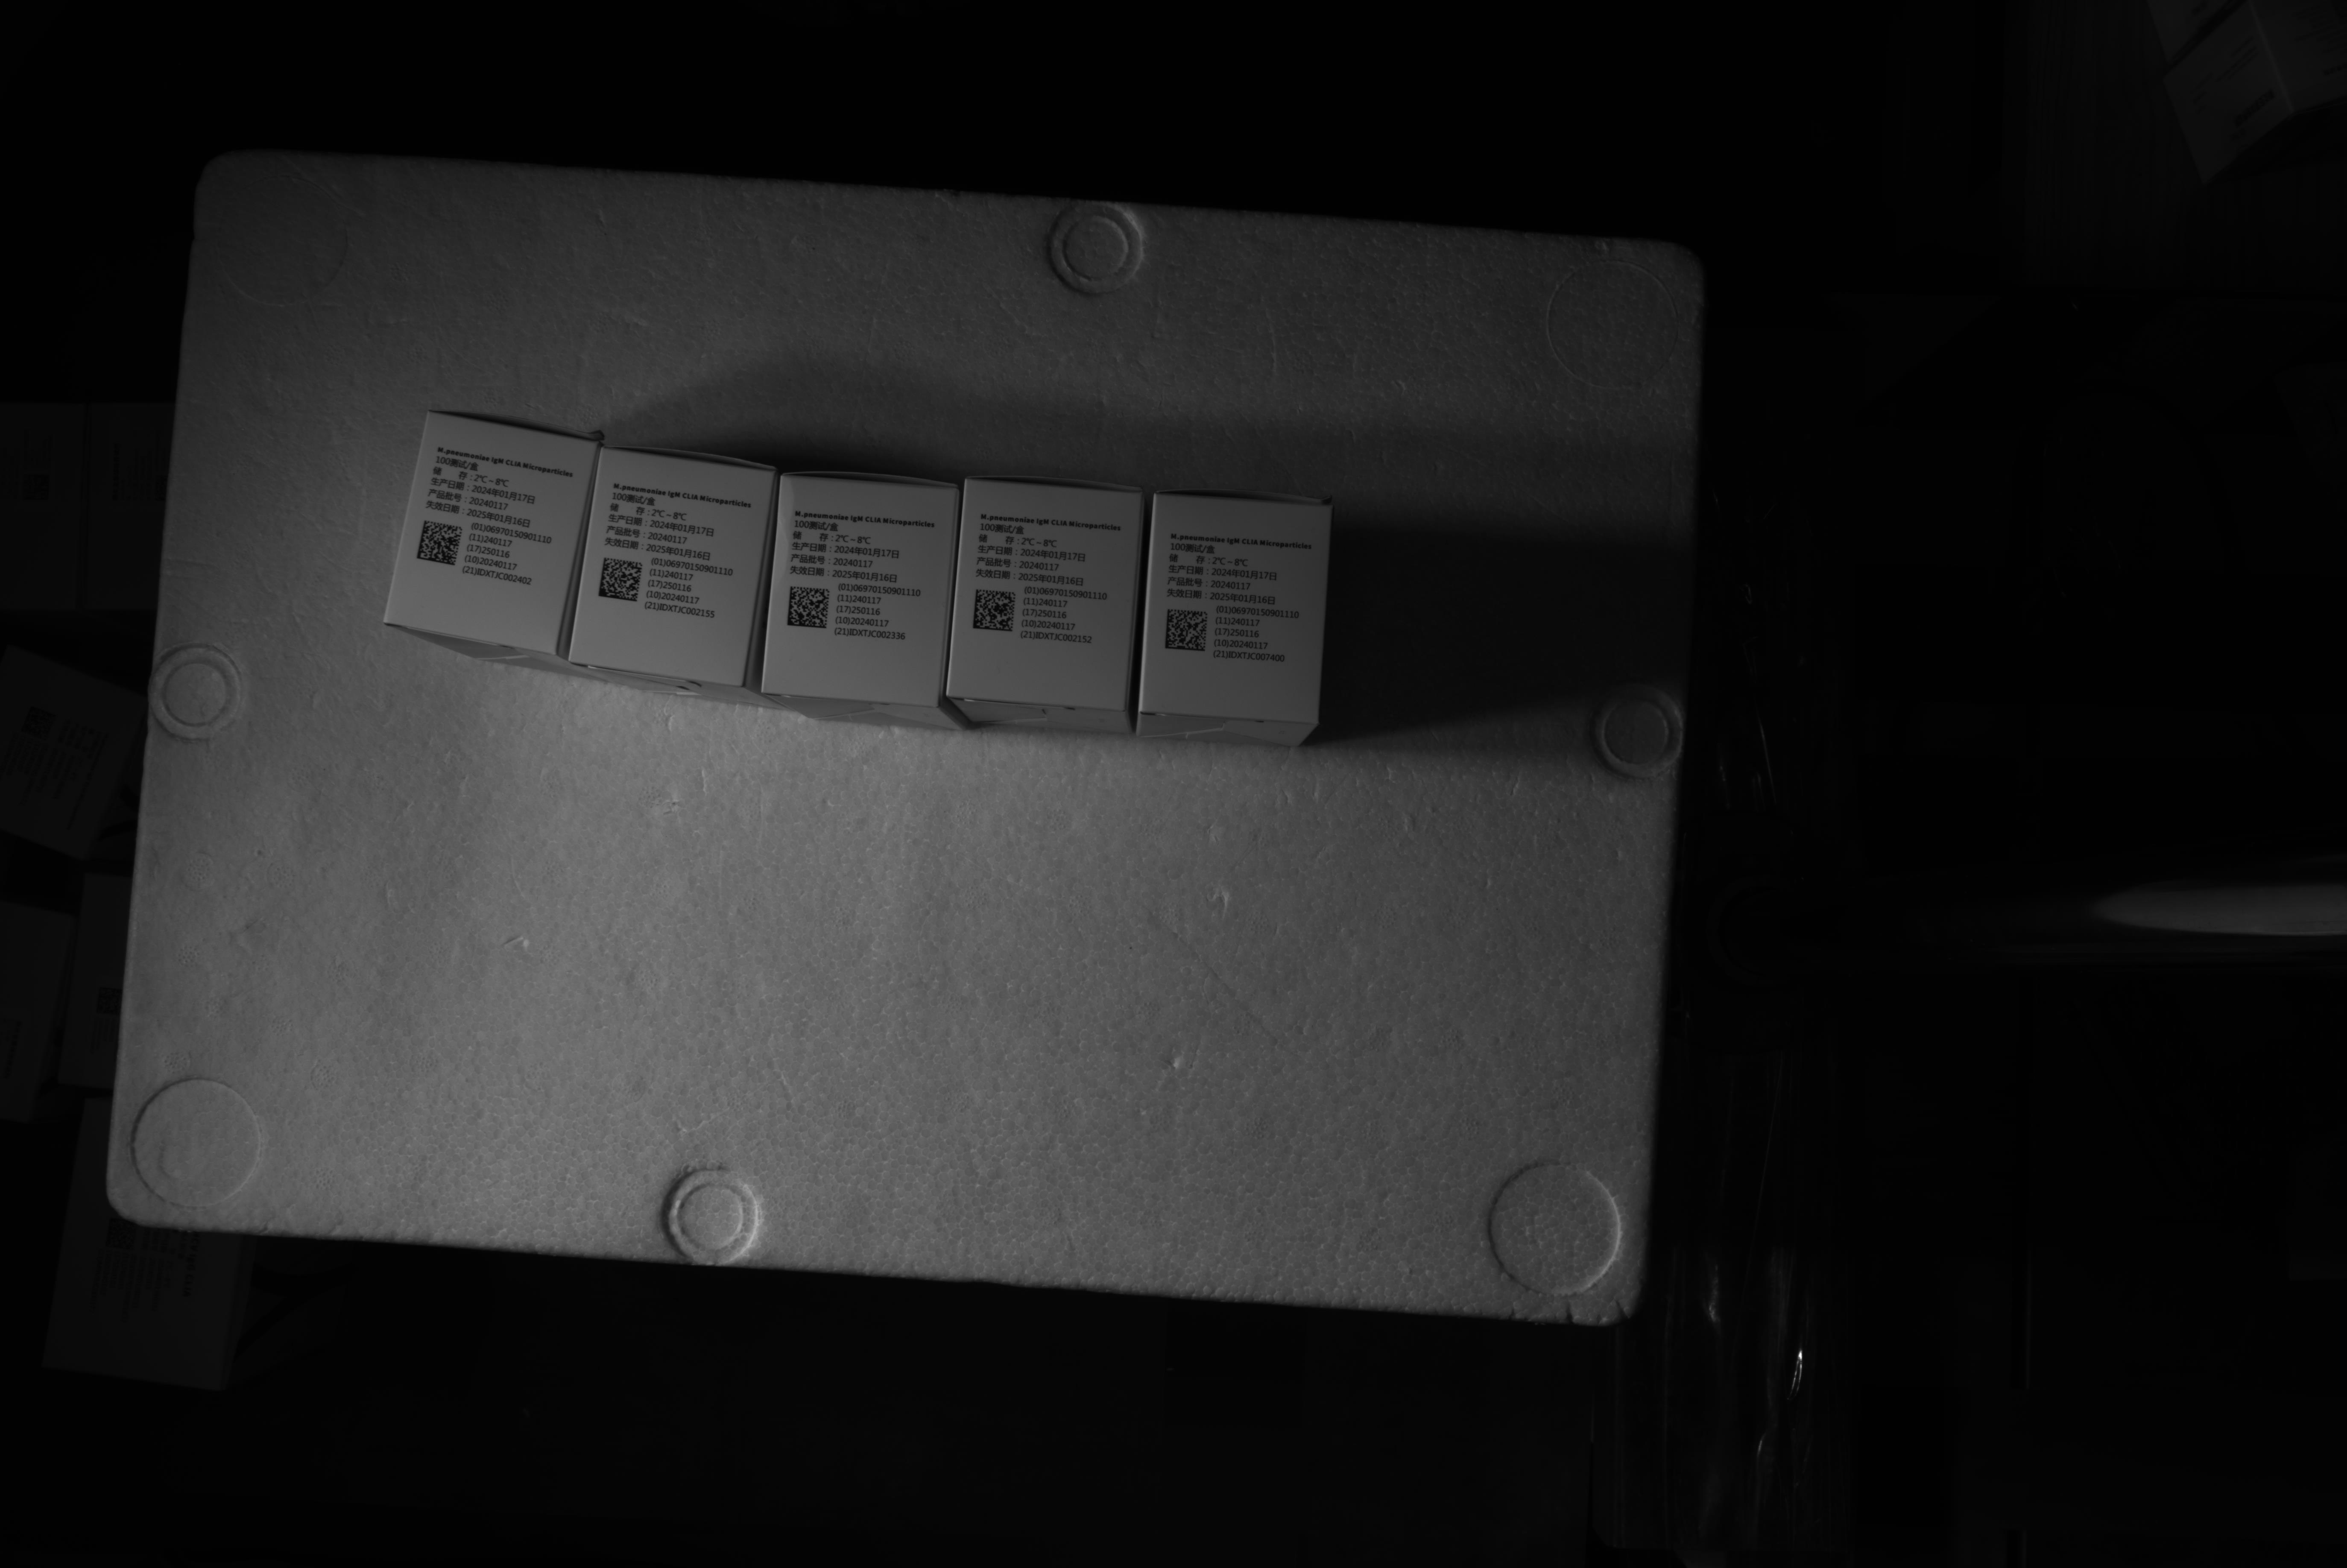 M.pneumoniae IgM CLIA Microparticles
100测试/盒
储 存：2℃~8℃
生产日期：2024年01月17日
产品批号：20240117
失效日期：2025年01月16日
(01)06970150901110
(11)240117
(17)250116
(10)20240117
(21)IDXTJC002402
M.pneumoniae IgM CLIA Microparticles
100测试/盒
储 存：2℃~8℃
生产日期：2024年01月17日
产品批号：20240117
失效日期：2025年01月16日
(01)06970150901110
(11)240117
(17)250116
(10)20240117
(21)IDXTJC002155
M.pneumoniae IgM CLIA Microparticles
100测试/盒
储 存：2℃~8℃
生产日期：2024年01月17日
产品批号：20240117
失效日期：2025年01月16日
(01)06970150901110
(11)240117
(17)250116
(10)20240117
(21)IDXTJC002336
M.pneumoniae IgM CLIA Microparticles
100测试/盒
储 存：2℃~8℃
生产日期：2024年01月17日
产品批号：20240117
失效日期：2025年01月16日
(01)06970150901110
(11)240117
(17)250116
(10)20240117
(21)IDXTJC002152
M.pneumoniae IgM CLIA Microparticles
100测试/盒
储 存：2℃~8℃
生产日期：2024年01月17日
产品批号：20240117
失效日期：2025年01月16日
(01)06970150901110
(11)240117
(17)250116
(10)20240117
(21)IDXTJC007400